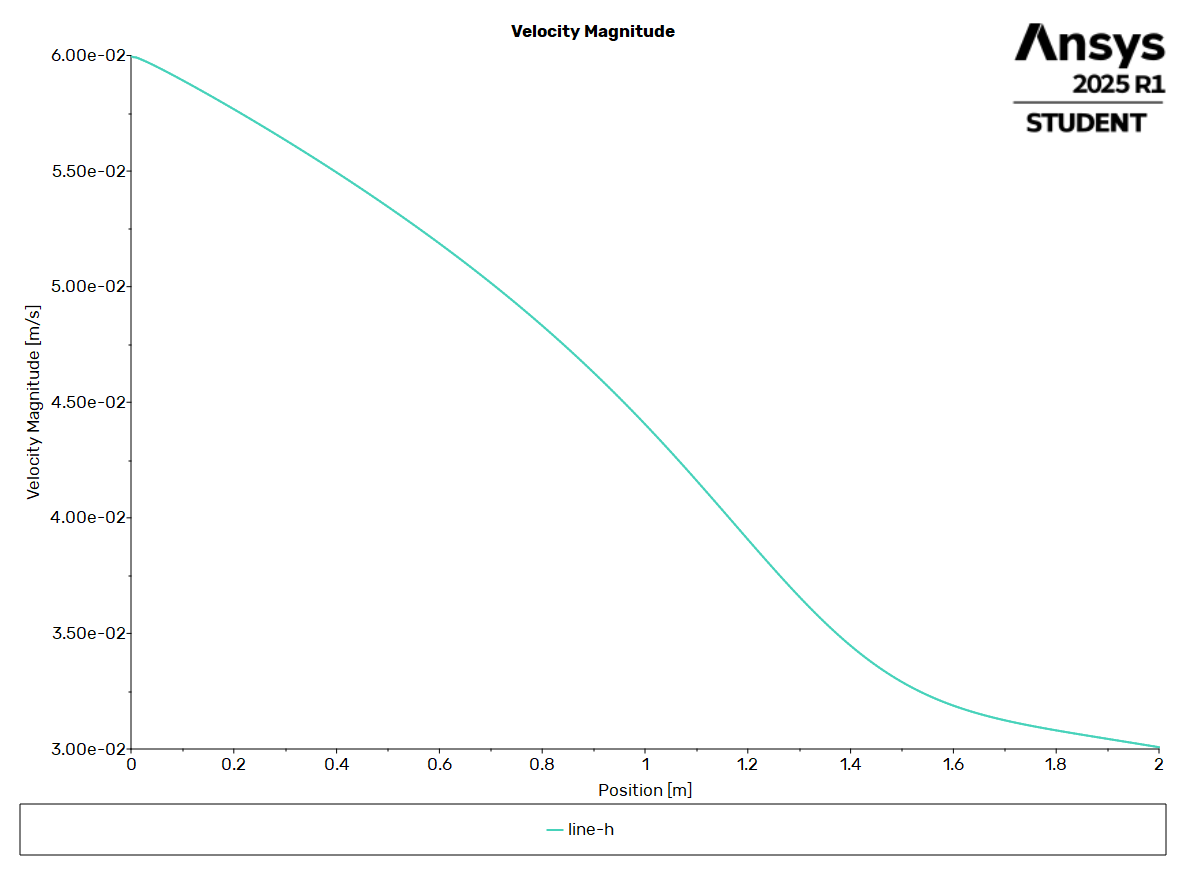 Velocity Magnitude
Ansys
2025 R1
STUDENT
6.00e-02
5.50e-02
5.00e-02
4.50e-02
4.00e-02
3.50e-02
3.00e-02
Velocity Magnitude [m/s]
0 0.2 0.4 0.6 0.8 1 1.2 1.4 1.6 1.8 2
Position [m]
line-h